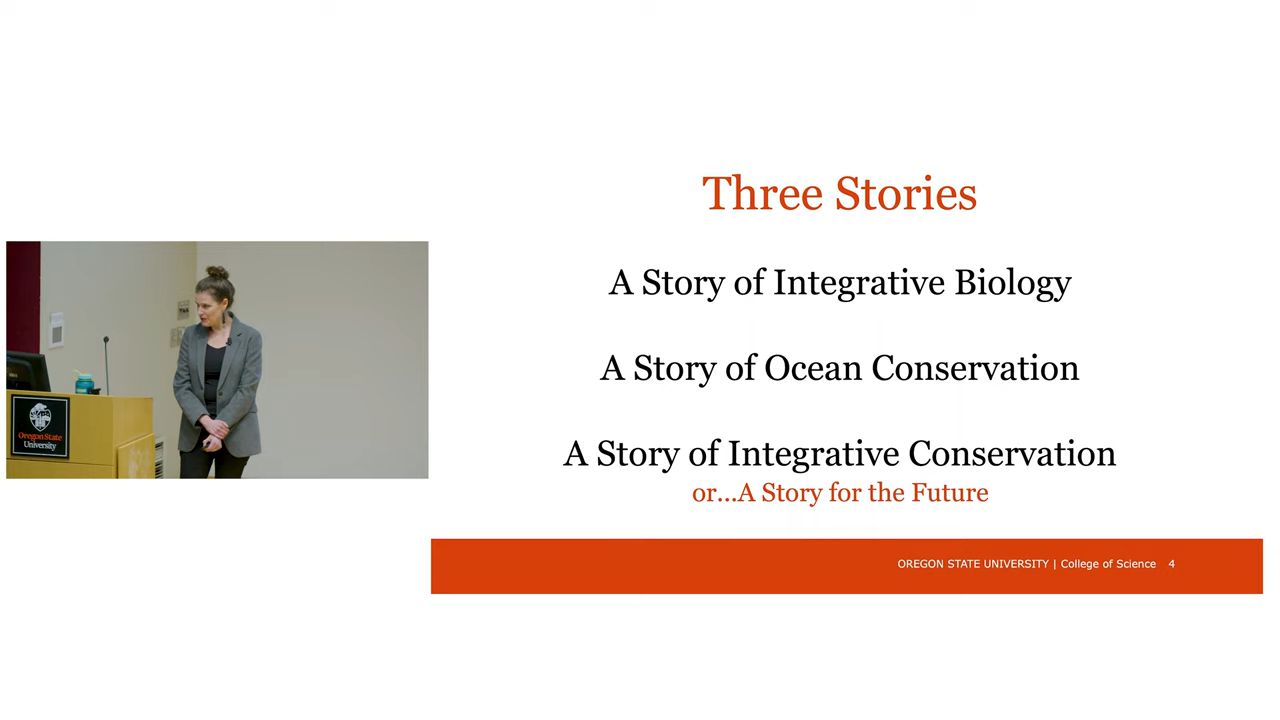 Three Stories
A Story of Integrative Biology
A Story of Ocean Conservation
A Story of Integrative Conservation
or...A Story for the Future
OREGON STATE UNIVERSITY | College of Science 4
Oregon State
University